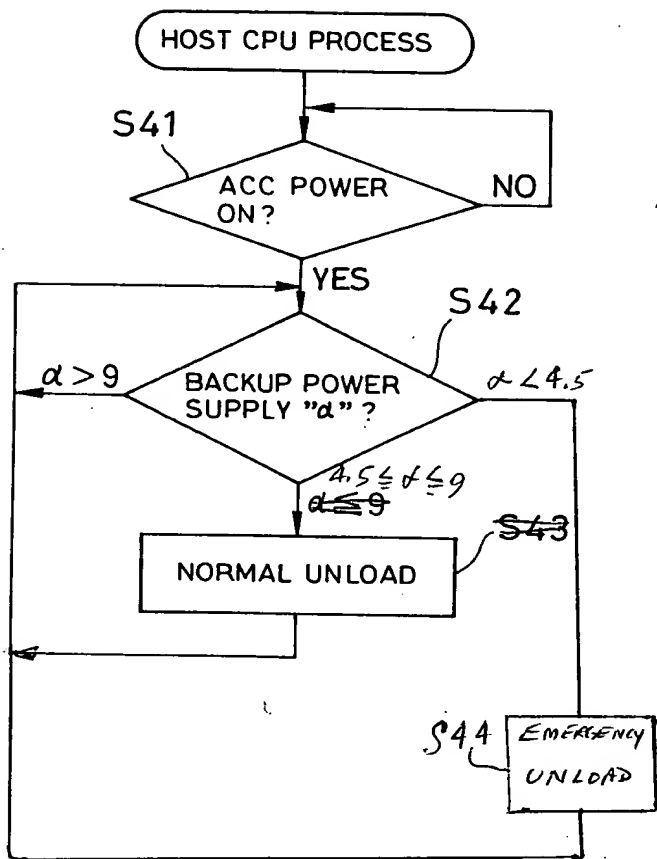 HOST CPU PROCESS
S41
ACC POWER
ON?
NO
YES
S42
α > 9
BACKUP POWER
SUPPLY "α" ?
α < 4.5
4.5 ≦ α ≦ 9
α ≦ 9
S43
NORMAL UNLOAD
S44
EMERGENCY
UNLOAD